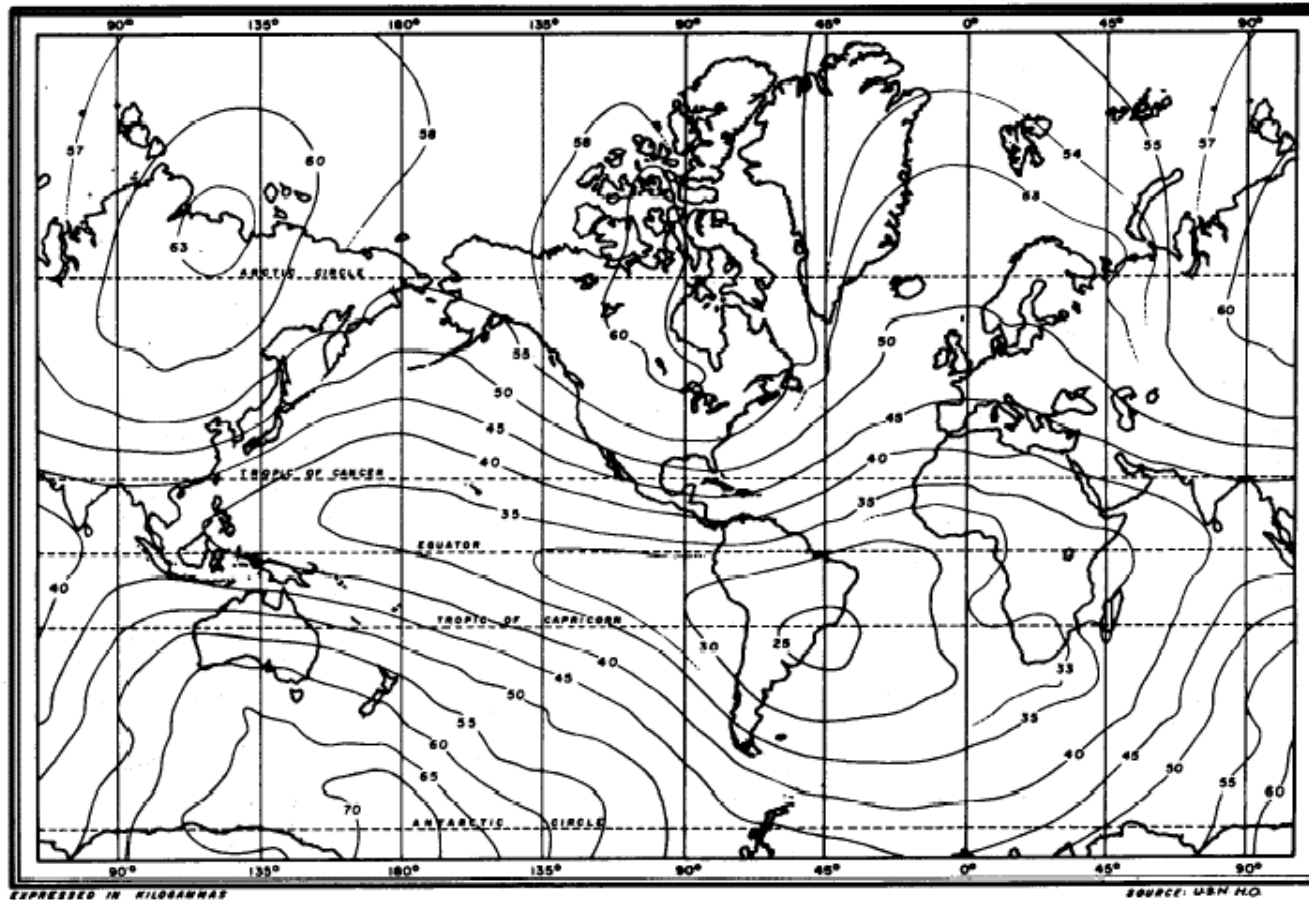 90° 135° 180° 135° 90° 45° 0° 45° 90°
58 58
57 54 55 57
60
63
63
ARCTIC CIRCLE
60 60
55 50
50
45 45
40 40
TROPIC OF CANCER
35 35
EQUATOR
40
TROPIC OF CAPRICORN
25
30 40 33
45
50 35
55 40 45 50 55 60
60
65
70
ANTARCTIC CIRCLE
90° 135° 180° 135° 90° 45° 0° 45° 90°
EXPRESSED IN KILOGAMMAS SOURCE: U.S.N H.O.